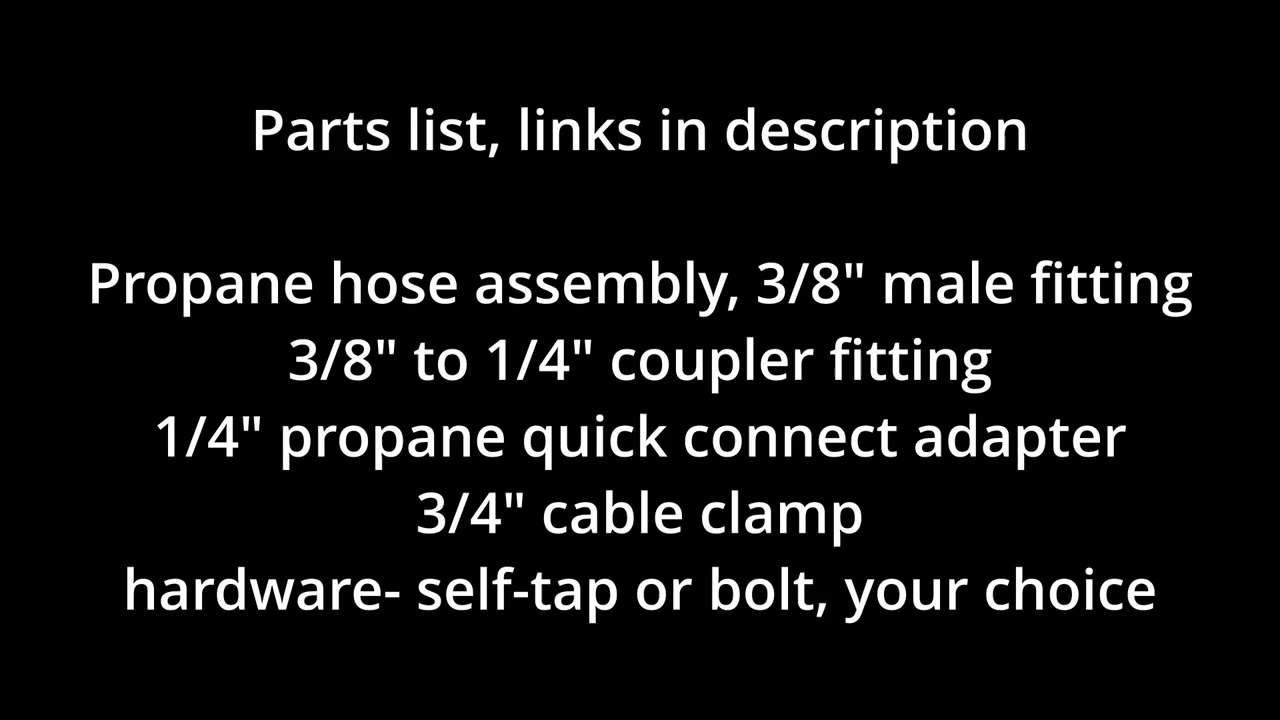 Parts list, links in description
Propane hose assembly, 3/8" male fitting
3/8" to 1/4" coupler fitting
1/4" propane quick connect adapter
3/4" cable clamp
hardware- self-tap or bolt, your choice